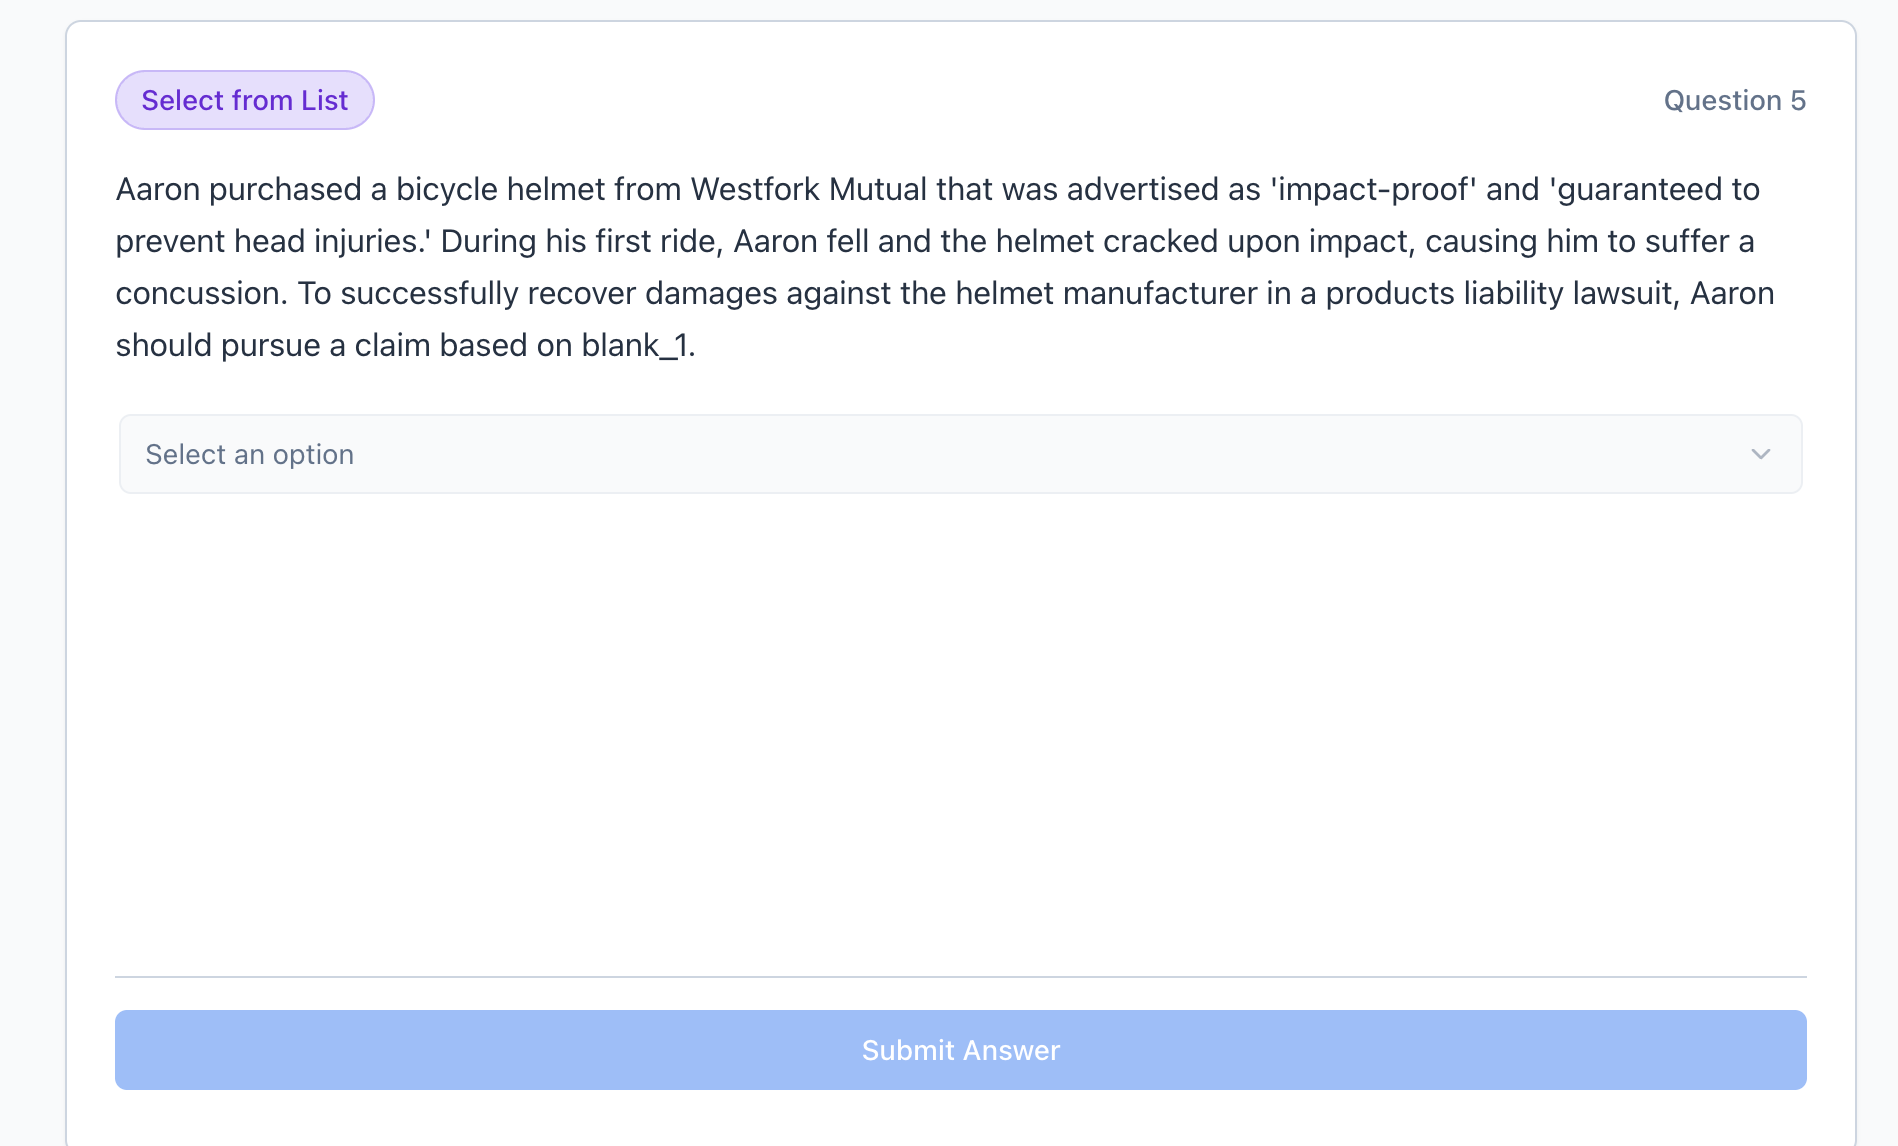 Select from List
Question 5
Aaron purchased a bicycle helmet from Westfork Mutual that was advertised as 'impact-proof' and 'guaranteed to
prevent head injuries.' During his first ride, Aaron fell and the helmet cracked upon impact, causing him to suffer a
concussion. To successfully recover damages against the helmet manufacturer in a products liability lawsuit, Aaron
should pursue a claim based on blank_1.
Select an option
Submit Answer